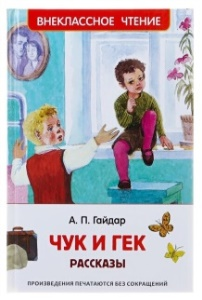 ВНЕКЛАССНОЕ ЧТЕНИЕ
А. П. Гайдар
ЧУК И ГЕК
РАССКАЗЫ
ПРОИЗВЕДЕНИЯ ПЕЧАТАЮТСЯ БЕЗ СОКРАЩЕНИЙ